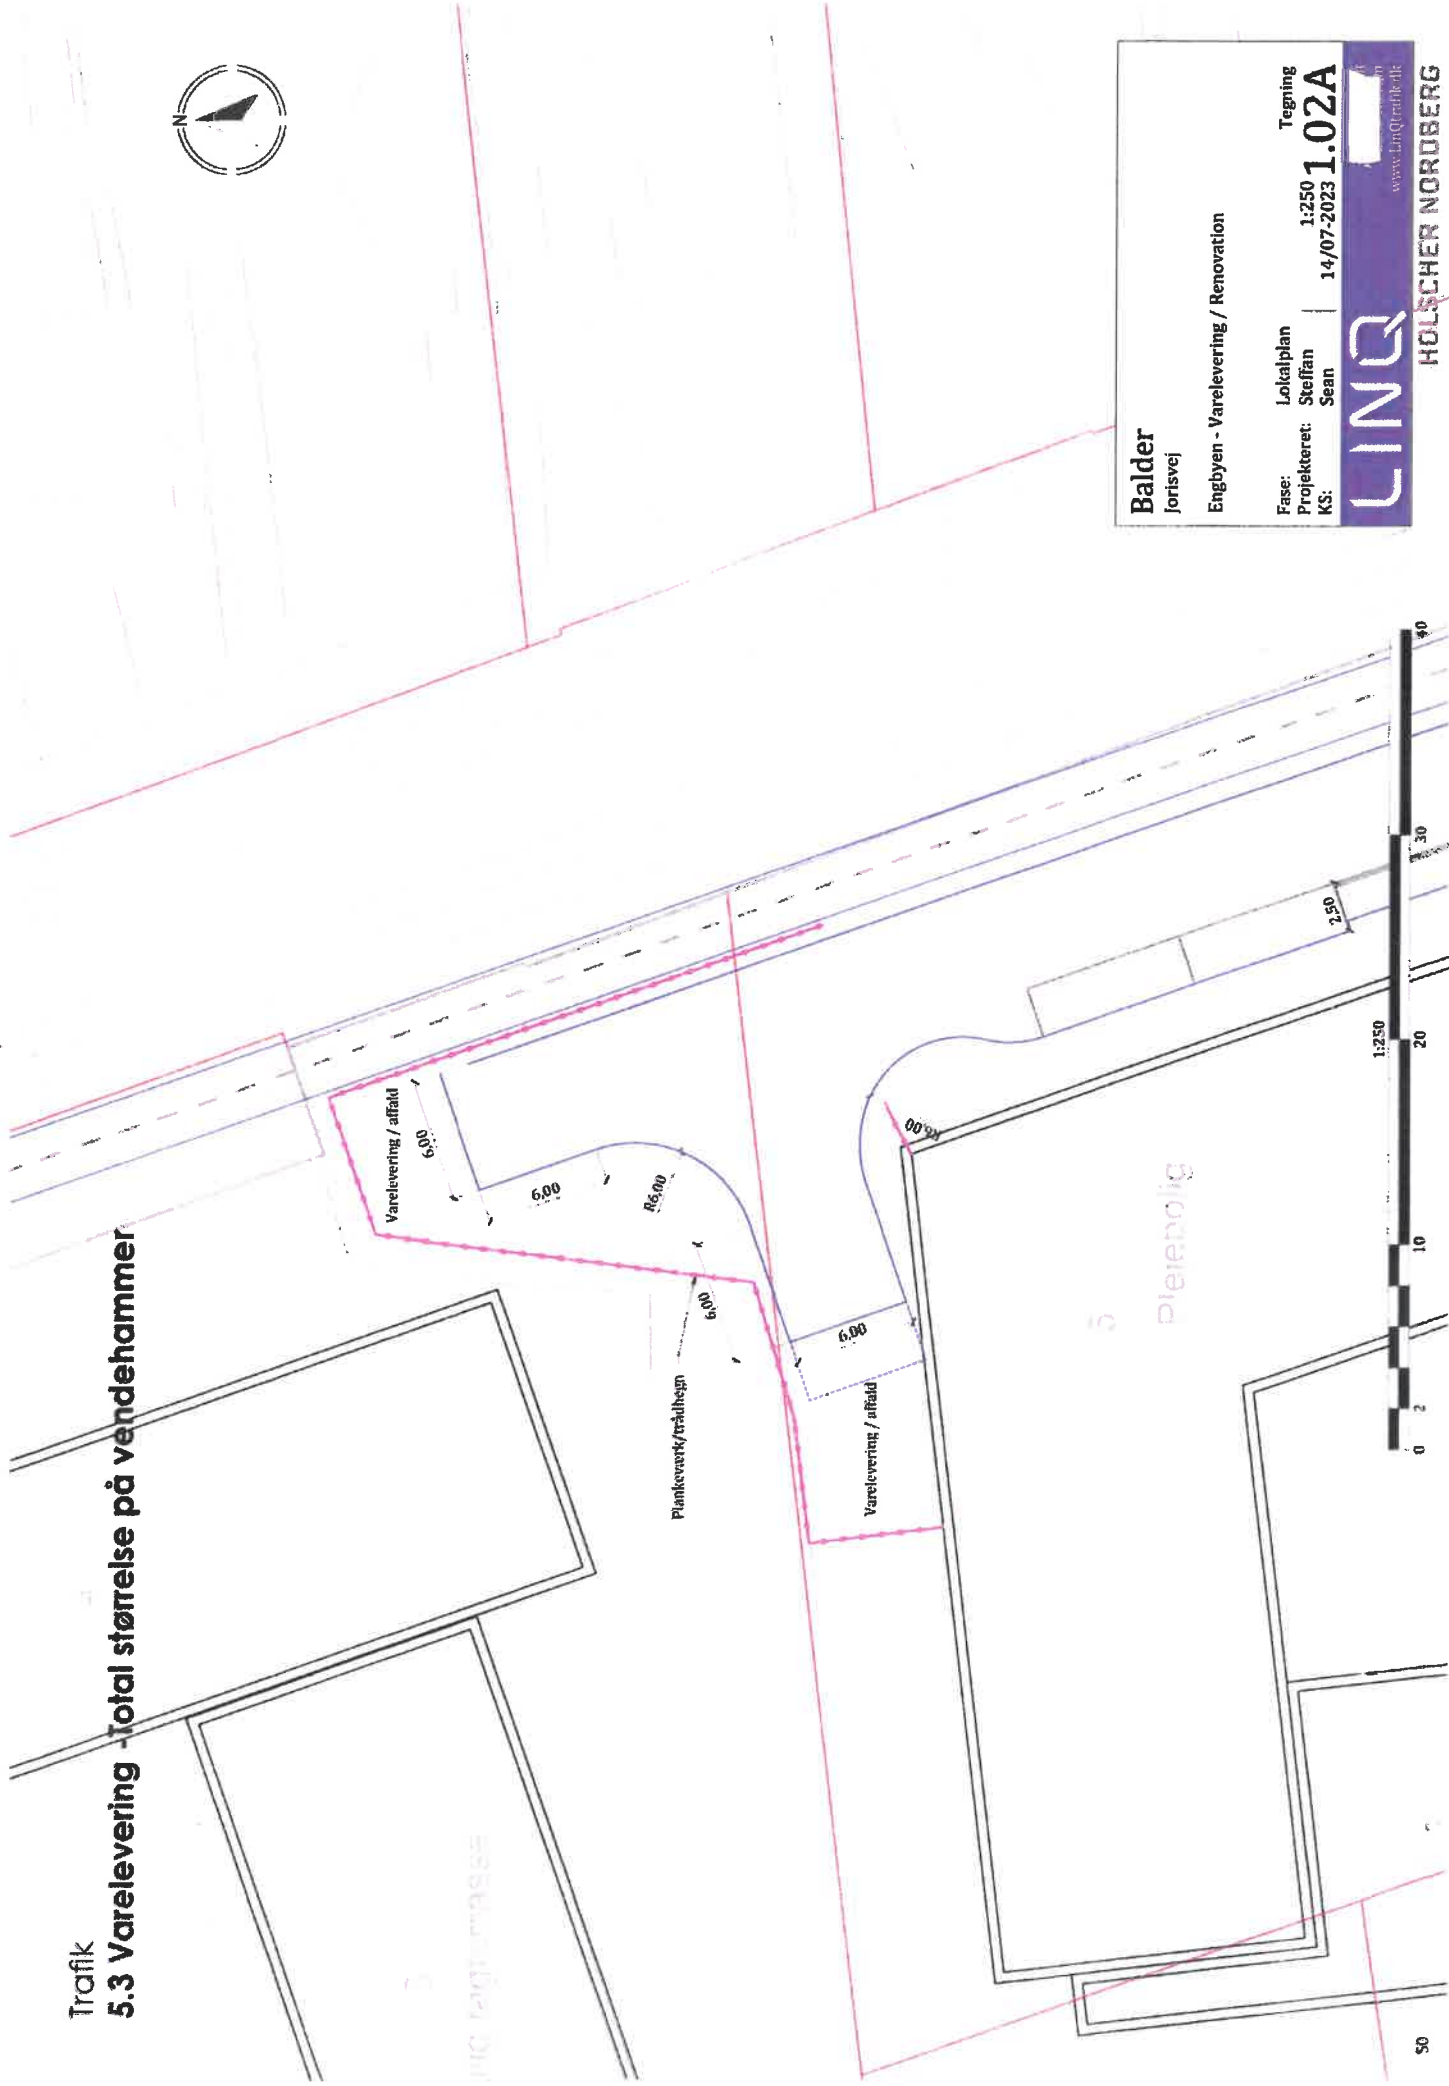 Trafik
5.3 Varelevering - Total størrelse på vendehammer
N
Varelevering / affald
6,00
6,00
R6,00
6,00
Plankeværk/trådhegn
6,00
Varelevering / affald
R6,00
2,50
5
Plejebolig
5
Balder
Jorisvej
Engbyen - Varelevering / Renovation
Fase: Lokalplan
Projekteret: Steffan 1:250 Tegning
KS: Sean 14/07-2023 1.02A
LINQ
HOLSCHER NORDBERG
1:250
0 2 10 20 30 40
50